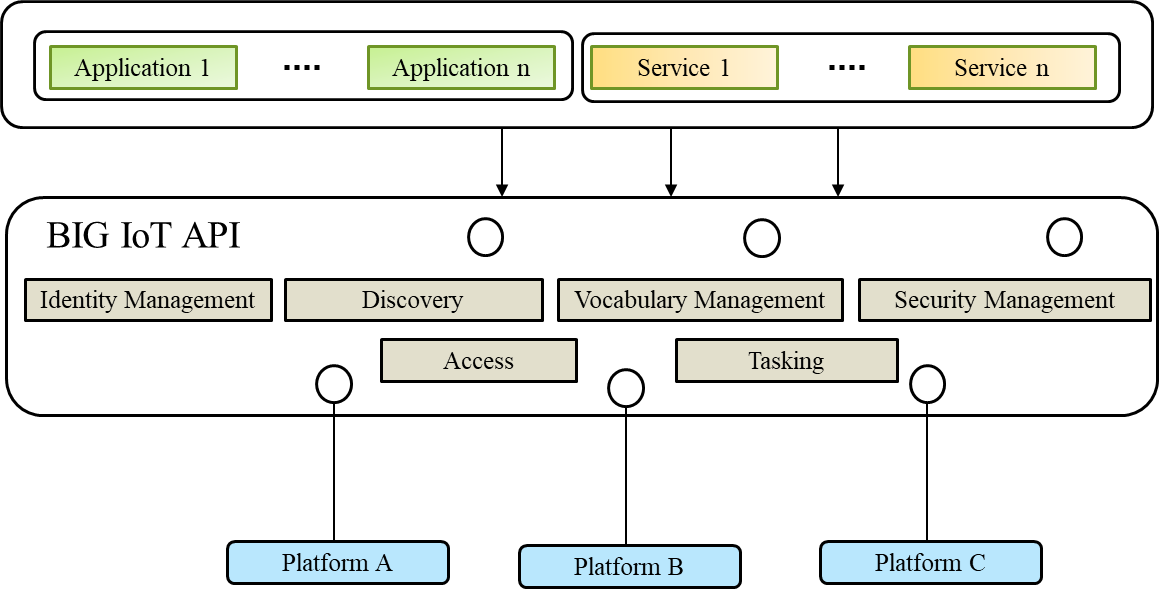 Application 1 .... Application n Service 1 .... Service n
BIG IoT API
Identity Management Discovery Vocabulary Management Security Management
Access Tasking
Platform A Platform B Platform C